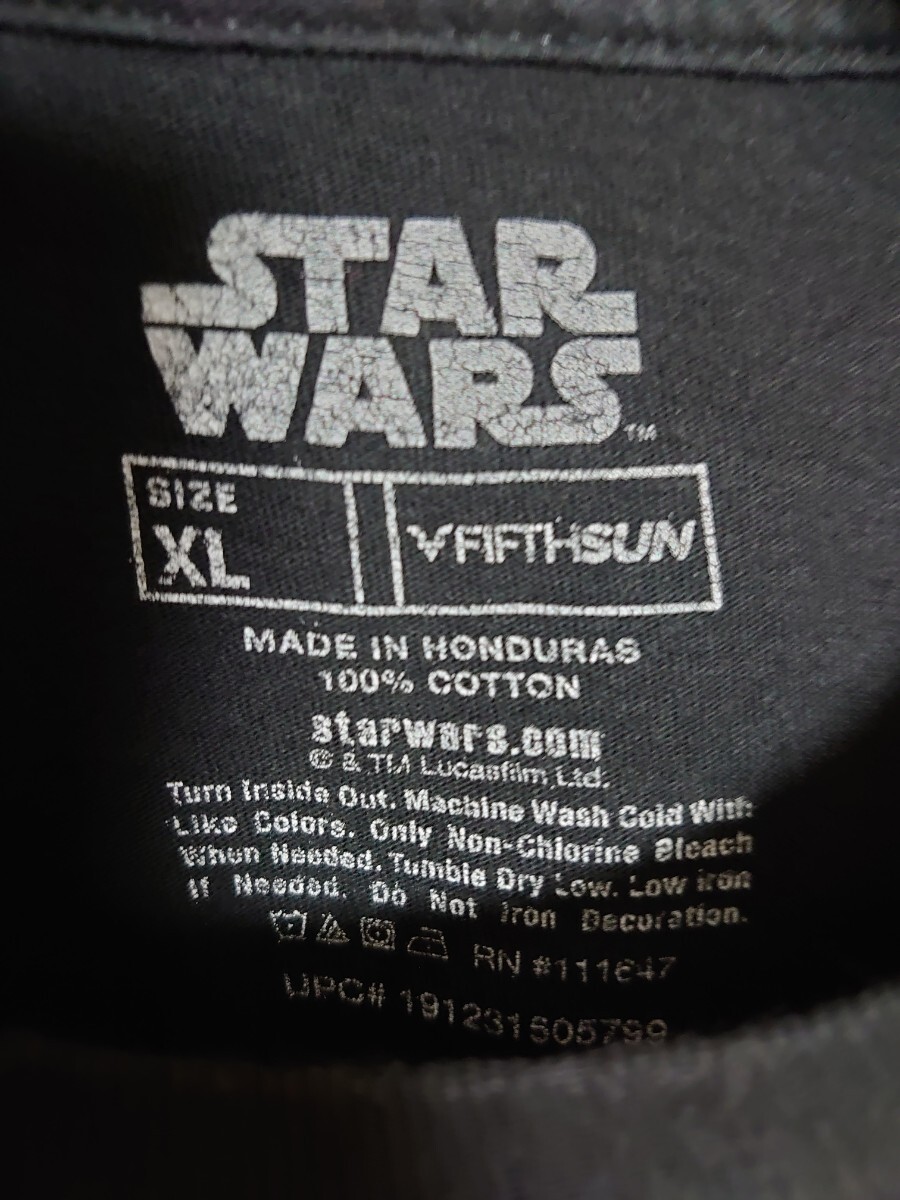 STAR
WARS
TM
SIZE
XL
FIFTHSUN
MADE IN HONDURAS
100% COTTON
starwars.com
© & TM Lucasfilm Ltd.
Turn Inside Out. Machine Wash Cold With
Like Colors. Only Non-Chlorine Bleach
When Needed. Tumble Dry Low. Low iron
If Needed. Do Not Iron Decoration.
RN #111647
UPC#